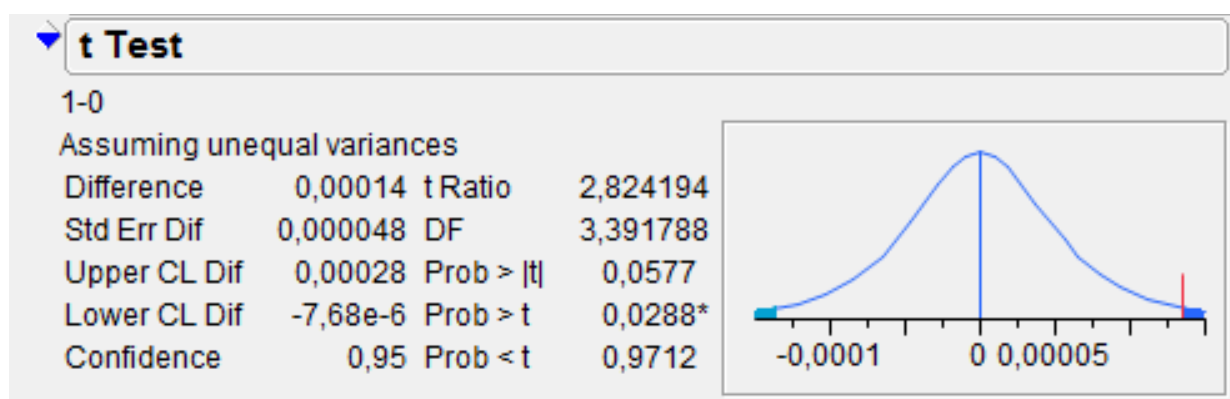 t Test
1-0
Assuming unequal variances
Difference 0,00014 t Ratio 2,824194
Std Err Dif 0,000048 DF 3,391788
Upper CL Dif 0,00028 Prob > |t| 0,0577
Lower CL Dif -7,68e-6 Prob > t 0,0288*
Confidence 0,95 Prob < t 0,9712
-0,0001 0 0,00005